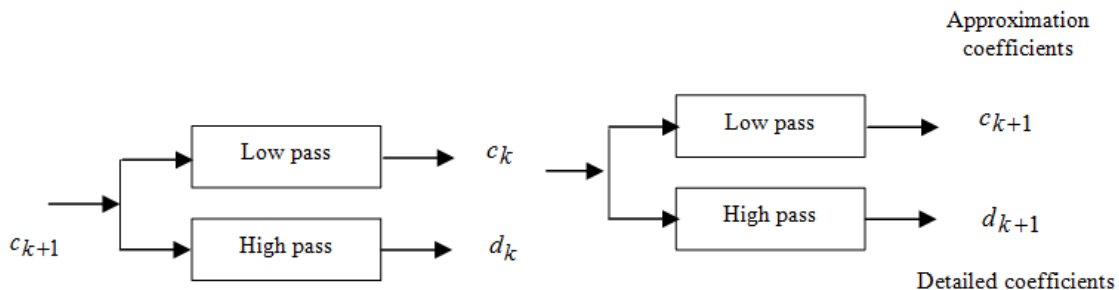 Approximation
coefficients
Low pass
c_{k+1}
Low pass
c_k
c_{k+1}
High pass
d_k
High pass
d_{k+1}
Detailed coefficients